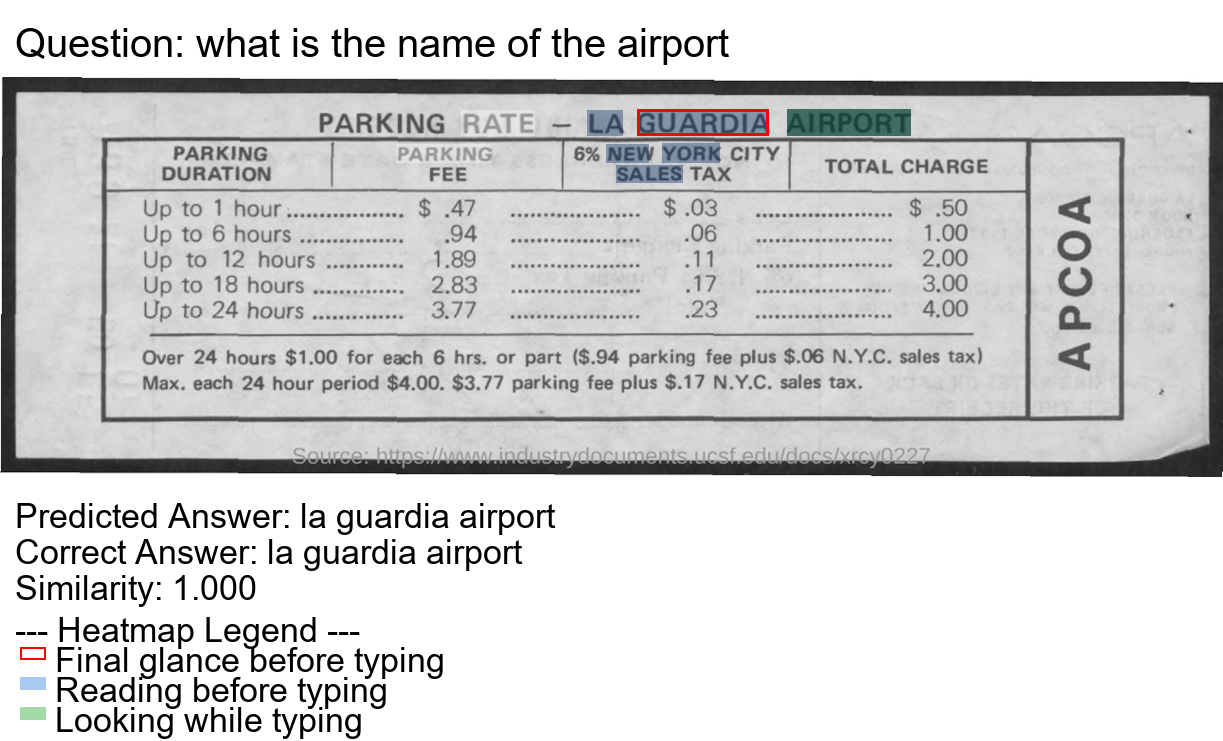 Question: what is the name of the airport
PARKING RATE – LA GUARDIA AIRPORT
PARKING DURATION PARKING FEE 6% NEW YORK CITY SALES TAX TOTAL CHARGE
Up to 1 hour :.................... $ .47 ...................... $ .03 ....................... $ .50
Up to 6 hours .................. .94 ...................... .06 ....................... 1.00
Up to 12 hours ............. 1.89 ...................... .11 ....................... 2.00
Up to 18 hours ............... 2.83 ...................... .17 ....................... 3.00
Up to 24 hours ............... 3.77 ...................... .23 ....................... 4.00
Over 24 hours $1.00 for each 6 hrs. or part ($.94 parking fee plus $.06 N.Y.C. sales tax)
Max. each 24 hour period $4.00. $3.77 parking fee plus $.17 N.Y.C. sales tax.
APCOA
Source: https://www.industrydocuments.ucsf.edu/docs/xrcy0227
Predicted Answer: la guardia airport
Correct Answer: la guardia airport
Similarity: 1.000
--- Heatmap Legend ---
Final glance before typing
Reading before typing
Looking while typing